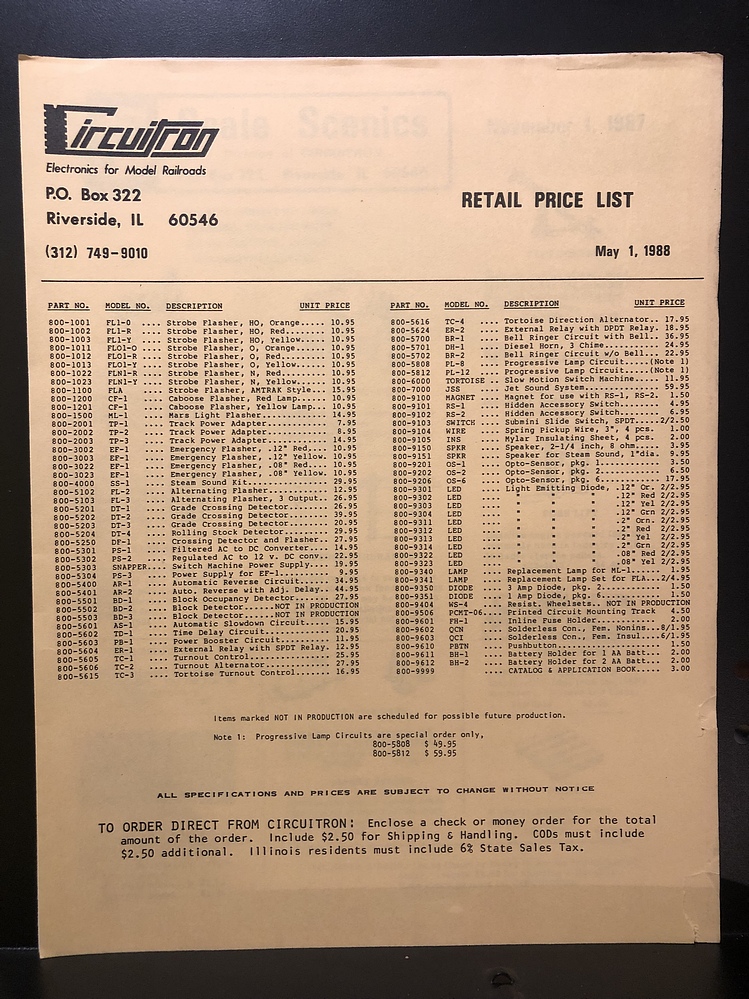 Circuitron
Electronics for Model Railroads
P.O. Box 322
Riverside, IL 60546
(312) 749-9010
RETAIL PRICE LIST
May 1, 1988
PART NO. MODEL NO. DESCRIPTION UNIT PRICE
800-1001 FL1-O .... Strobe Flasher, HO, Orange..... 10.95
800-1002 FL1-R .... Strobe Flasher, HO, Red........ 10.95
800-1003 FL1-Y .... Strobe Flasher, HO, Yellow..... 10.95
800-1011 FLO1-O .... Strobe Flasher, O, Orange...... 10.95
800-1012 FLO1-R .... Strobe Flasher, O, Red......... 10.95
800-1013 FLO1-Y .... Strobe Flasher, O, Yellow...... 10.95
800-1022 FLN1-R .... Strobe Flasher, N, Red......... 10.95
800-1023 FLN1-Y .... Strobe Flasher, N, Yellow...... 10.95
800-1100 FLA .... Strobe Flasher, AMTRAK Style... 15.95
800-1200 CF-1 .... Caboose Flasher, Red Lamp...... 10.95
800-1201 CF-1 .... Caboose Flasher, Yellow Lamp... 10.95
800-1500 ML-1 .... Mars Light Flasher............. 14.95
800-2001 TP-1 .... Track Power Adapter............ 7.95
800-2002 TP-2 .... Track Power Adapter............ 8.95
800-2003 TP-3 .... Track Power Adapter............ 14.95
800-3002 EF-1 .... Emergency Flasher, .12" Red.... 10.95
800-3003 EF-1 .... Emergency Flasher, .12" Yellow. 10.95
800-3022 EF-1 .... Emergency Flasher, .08" Red.... 10.95
800-3023 EF-1 .... Emergency Flasher, .08" Yellow. 10.95
800-4000 SS-1 .... Steam Sound Kit................ 29.95
800-5102 FL-2 .... Alternating Flasher............ 12.95
800-5103 FL-3 .... Alternating Flasher, 3 Output.. 26.95
800-5201 DT-1 .... Grade Crossing Detector........ 26.95
800-5202 DT-2 .... Grade Crossing Detector........ 39.95
800-5203 DT-3 .... Grade Crossing Detector........ 20.95
800-5204 DT-4 .... Rolling Stock Detector......... 29.95
800-5250 DF-1 .... Crossing Detector and Flasher.. 27.95
800-5301 PS-1 .... Filtered AC to DC Converter.... 14.95
800-5302 PS-2 .... Regulated AC to 12 v. DC conv.. 22.95
800-5303 SNAPPER.... Switch Machine Power Supply.... 19.95
800-5304 PS-3 .... Power Supply for EF-1.......... 9.95
800-5400 AR-1 .... Automatic Reverse Circuit...... 34.95
800-5401 AR-2 .... Auto. Reverse with Adj. Delay.. 44.95
800-5501 BD-1 .... Block Occupancy Detector....... 27.95
800-5502 BD-2 .... Block Detector......NOT IN PRODUCTION
800-5503 BD-3 .... Block Detector......NOT IN PRODUCTION
800-5601 AS-1 .... Automatic Slowdown Circuit..... 15.95
800-5602 TD-1 .... Time Delay Circuit............. 20.95
800-5603 PB-1 .... Power Booster Circuit.......... 11.95
800-5604 ER-1 .... External Relay with SPDT Relay. 12.95
800-5605 TC-1 .... Turnout Control................ 25.95
800-5606 TC-2 .... Turnout Alternator............. 27.95
800-5615 TC-3 .... Tortoise Turnout Control....... 16.95
PART NO. MODEL NO. DESCRIPTION UNIT PRICE
800-5616 TC-4 .... Tortoise Direction Alternator.. 17.95
800-5624 ER-2 .... External Relay with DPDT Relay. 18.95
800-5700 BR-1 .... Bell Ringer Circuit with Bell.. 36.95
800-5701 DH-1 .... Diesel Horn, 3 Chime........... 24.95
800-5702 BR-2 .... Bell Ringer Circuit w/o Bell... 22.95
800-5808 PL-8 .... Progressive Lamp Circuit.....(Note 1)
800-5812 PL-12 .... Progressive Lamp Circuit.....(Note 1)
800-6000 TORTOISE .. Slow Motion Switch Machine..... 11.95
800-7000 JSS .... Jet Sound System............... 59.95
800-9100 MAGNET .... Magnet for use with RS-1, RS-2. 1.50
800-9101 RS-1 .... Hidden Accessory Switch........ 4.95
800-9102 RS-2 .... Hidden Accessory Switch........ 6.95
800-9103 SWITCH .... Submini Slide Switch, SPDT....2/2.50
800-9104 WIRE .... Spring Pickup Wire, 3", 4 pcs. 1.00
800-9105 INS .... Mylar Insulating Sheet, 4 pcs. 2.00
800-9150 SPKR .... Speaker, 2-1/4 inch, 8 ohm..... 3.95
800-9151 SPKR .... Speaker for Steam Sound, 1"dia. 9.95
800-9201 OS-1 .... Opto-Sensor, pkg. 1............ 3.50
800-9202 OS-2 .... Opto-Sensor, pkg. 2............ 6.50
800-9206 OS-6 .... Opto-Sensor, pkg. 6............ 17.95
800-9301 LED .... Light Emitting Diode, .12" Or. 2/2.95
800-9302 LED .... " " " .12" Red 2/2.95
800-9303 LED .... " " " .12" Yel 2/2.95
800-9304 LED .... " " " .12" Grn 2/2.95
800-9311 LED .... " " " .2" Orn. 2/2.95
800-9312 LED .... " " " .2" Red 2/2.95
800-9313 LED .... " " " .2" Yel 2/2.95
800-9314 LED .... " " " .2" Grn 2/2.95
800-9322 LED .... " " " .08" Red 2/2.95
800-9323 LED .... " " " .08" Yel 2/2.95
800-9340 LAMP .... Replacement Lamp for ML-1...... 1.95
800-9341 LAMP .... Replacement Lamp Set for FLA...2/4.95
800-9350 DIODE .... 3 Amp Diode, pkg. 2............ 1.50
800-9351 DIODE .... 1 Amp Diode, pkg. 6............ 1.50
800-9404 WS-4 .... Resist. Wheelsets.. NOT IN PRODUCTION
800-9506 PCMT-06.... Printed Circuit Mounting Track 4.50
800-9601 FH-1 .... Inline Fuse Holder............. 2.00
800-9602 QCN .... Solderless Con., Fem. Nonins...8/1.95
800-9603 QCI .... Solderless Con., Fem. Insul....6/1.95
800-9610 PBTN .... Pushbutton..................... 1.50
800-9611 BH-1 .... Battery Holder for 1 AA Batt... 2.00
800-9612 BH-2 .... Battery Holder for 2 AA Batt... 2.00
800-9999 .... CATALOG & APPLICATION BOOK..... 3.00
Items marked NOT IN PRODUCTION are scheduled for possible future production.
Note 1: Progressive Lamp Circuits are special order only,
800-5808 $ 49.95
800-5812 $ 59.95
ALL SPECIFICATIONS AND PRICES ARE SUBJECT TO CHANGE WITHOUT NOTICE
TO ORDER DIRECT FROM CIRCUITRON: Enclose a check or money order for the total
amount of the order. Include $2.50 for Shipping & Handling. CODs must include
$2.50 additional. Illinois residents must include 6% State Sales Tax.